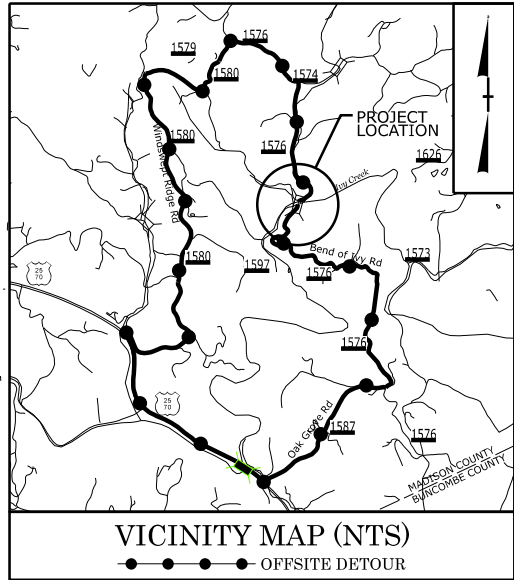 1576
1579
1580
1574
PROJECT
LOCATION
1580
1576
1626
Windswept Ridge Rd
Ivy Creek
Bend of Ivy Rd
1573
1580
1597
1576
25
70
1576
25
70
Oak Grove Rd
1587
1576
MADISON COUNTY
BUNCOMBE COUNTY
VICINITY MAP (NTS)
OFFSITE DETOUR